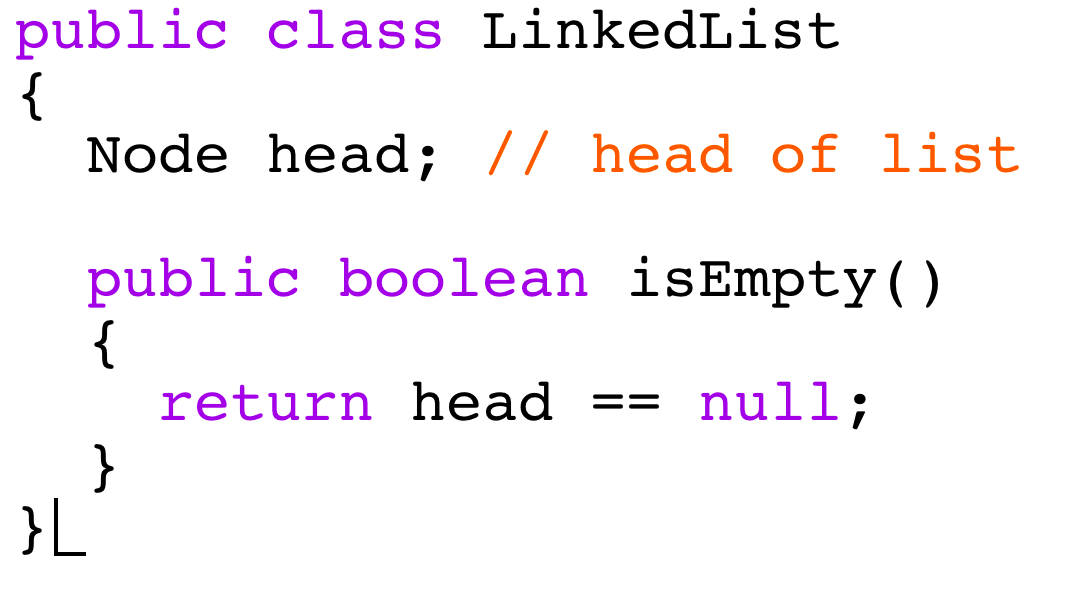 public class LinkedList
{
  Node head; // head of list

  public boolean isEmpty()
  {
    return head == null;
  }
}